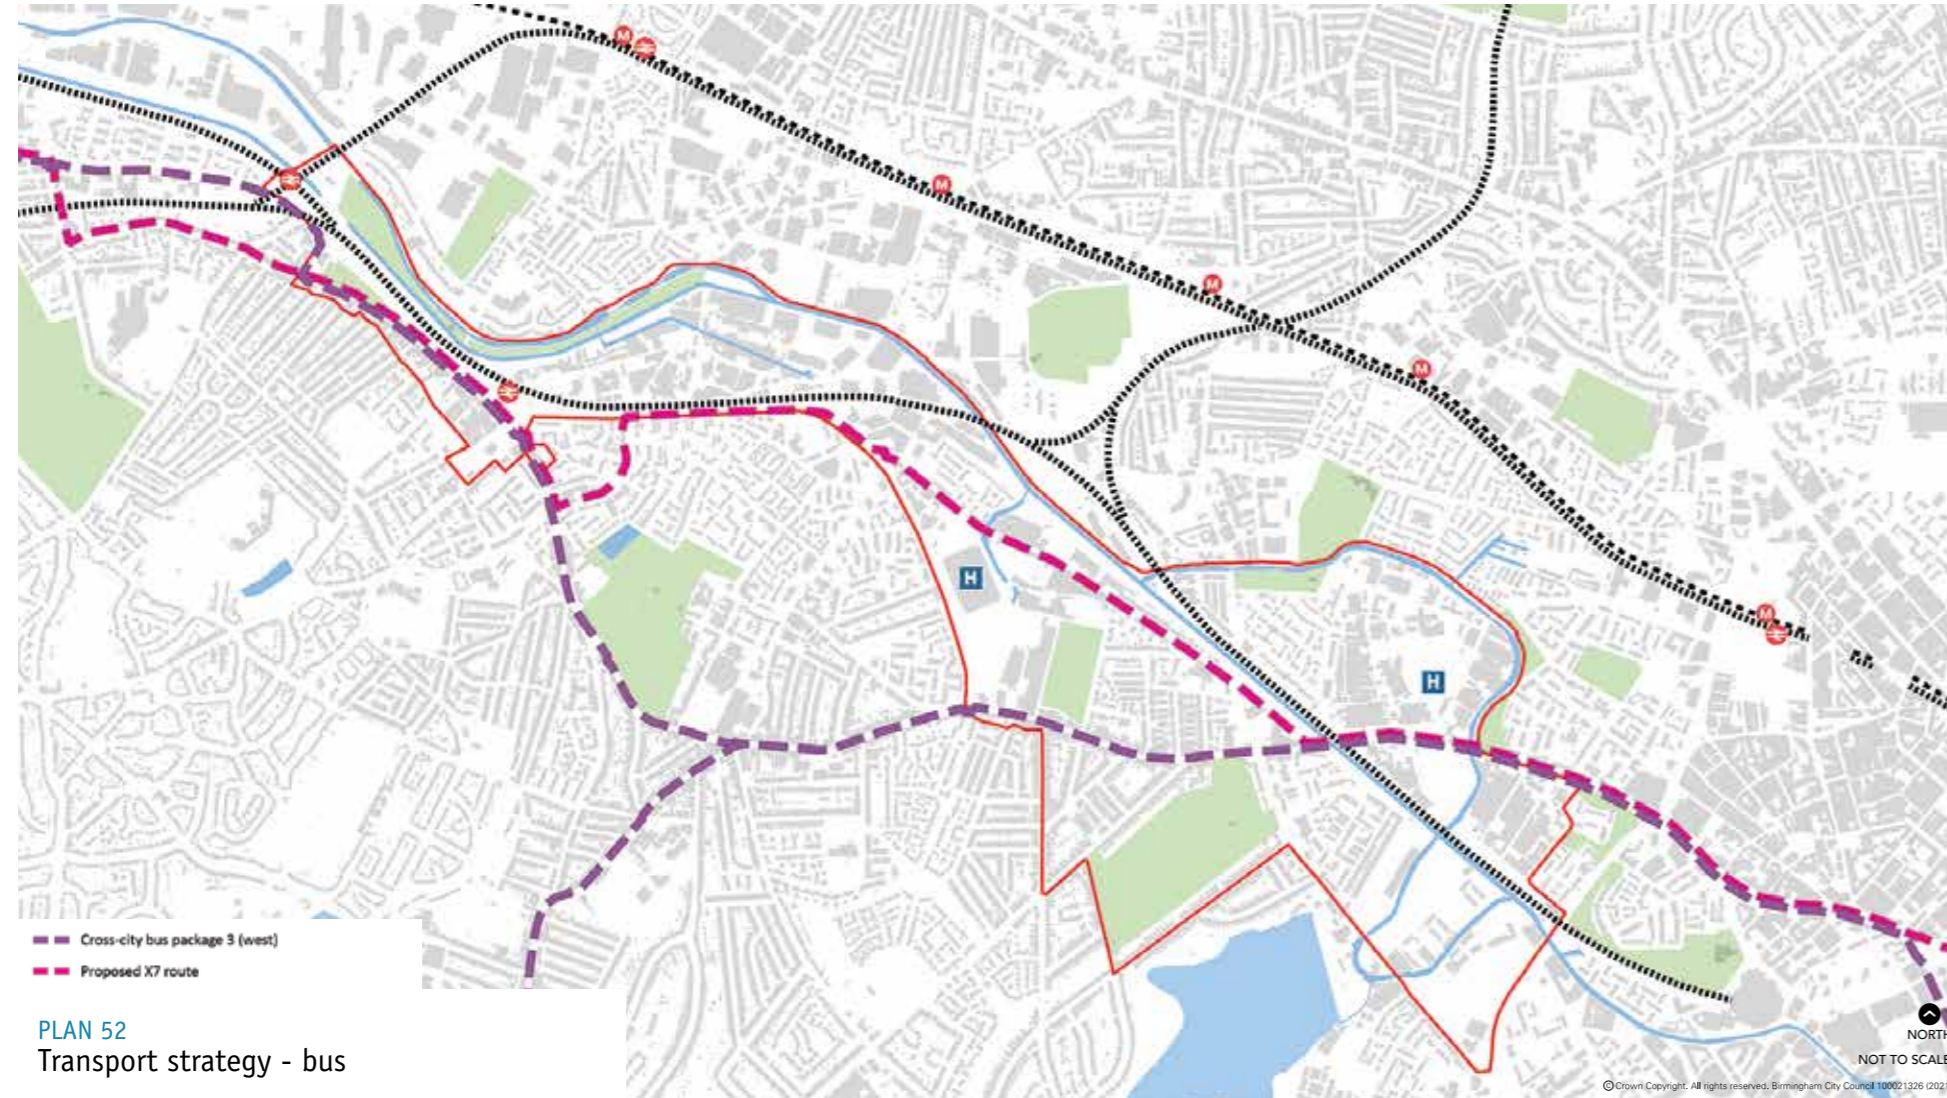 M
M
M
M
M
H
H
M
Cross-city bus package 3 (west)
Proposed X7 route
PLAN 52
Transport strategy - bus
NORTH
NOT TO SCALE
©Crown Copyright. All rights reserved. Birmingham City Council 100021326 (2021